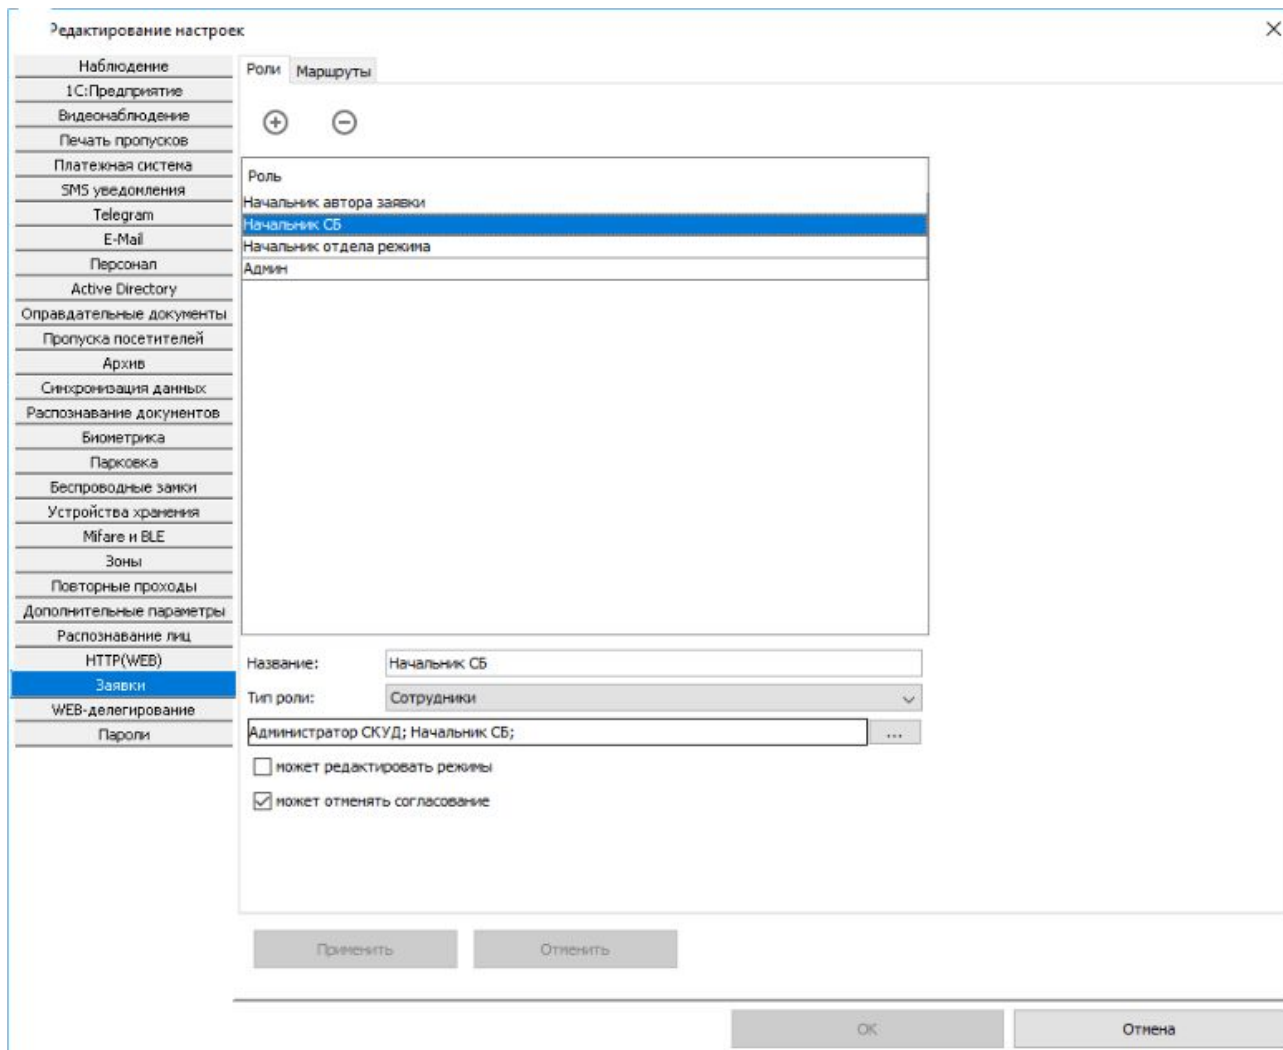 Редактирование настроек
Наблюдение
1С:Предприятие
Видеонаблюдение
Печать пропусков
Платежная система
SMS уведомления
Telegram
E-Mail
Персонал
Active Directory
Оправдательные документы
Пропуска посетителей
Архив
Синхронизация данных
Распознавание документов
Биометрика
Парковка
Беспроводные замки
Устройства хранения
Mifare и BLE
Зоны
Повторные проходы
Дополнительные параметры
Распознавание лиц
HTTP(WEB)
Заявки
WEB-делегирование
Пароли
Роли Маршруты
Роль
Начальник автора заявки
Начальник СБ
Начальник отдела режима
Админ
Название: Начальник СБ
Тип роли: Сотрудники
Администратор СКУД; Начальник СБ; ...
может редактировать режимы
может отменять согласование
Применить Отменить
OK Отмена